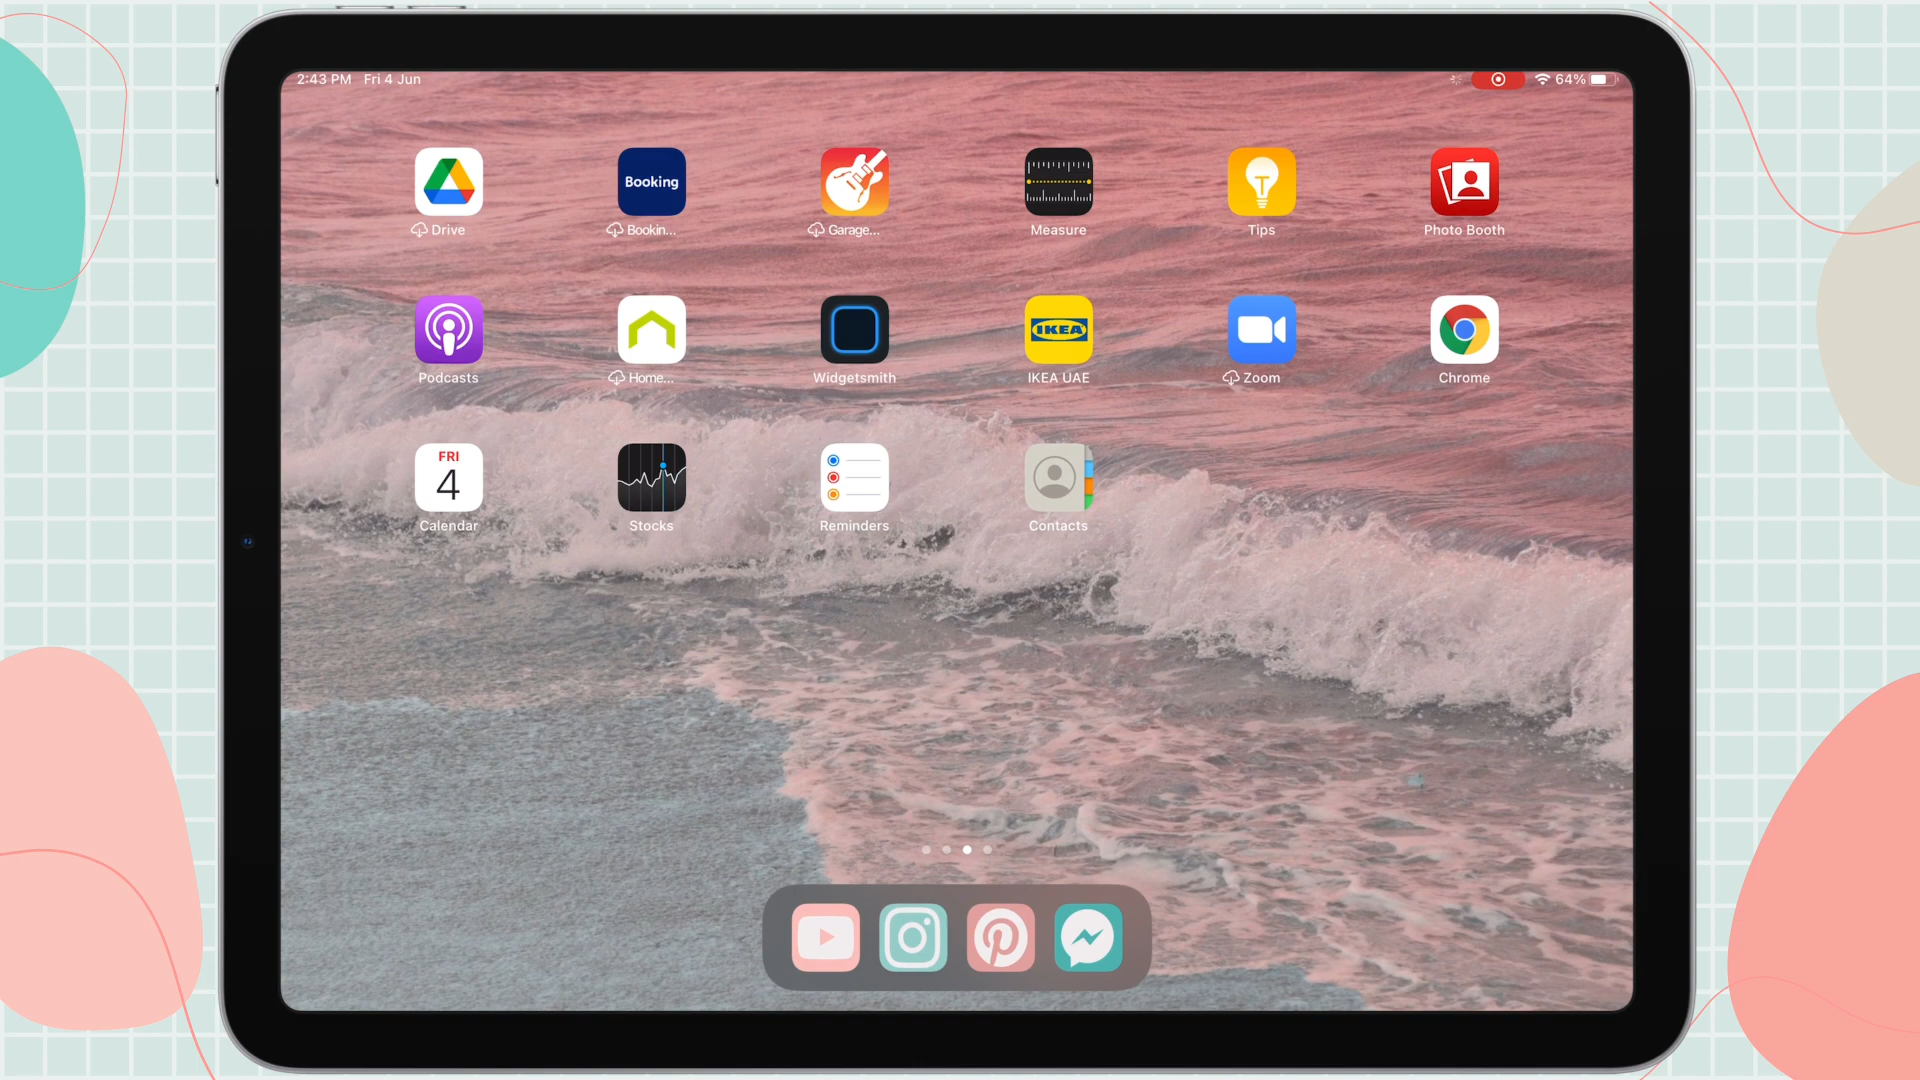 2:43 PM Fri 4 Jun
64%
Booking
T
Drive
Bookin...
Garage...
Measure
Tips
Photo Booth
IKEA
Podcasts
Home...
Widgetsmith
IKEA UAE
Zoom
Chrome
FRI
4
Calendar
Stocks
Reminders
Contacts